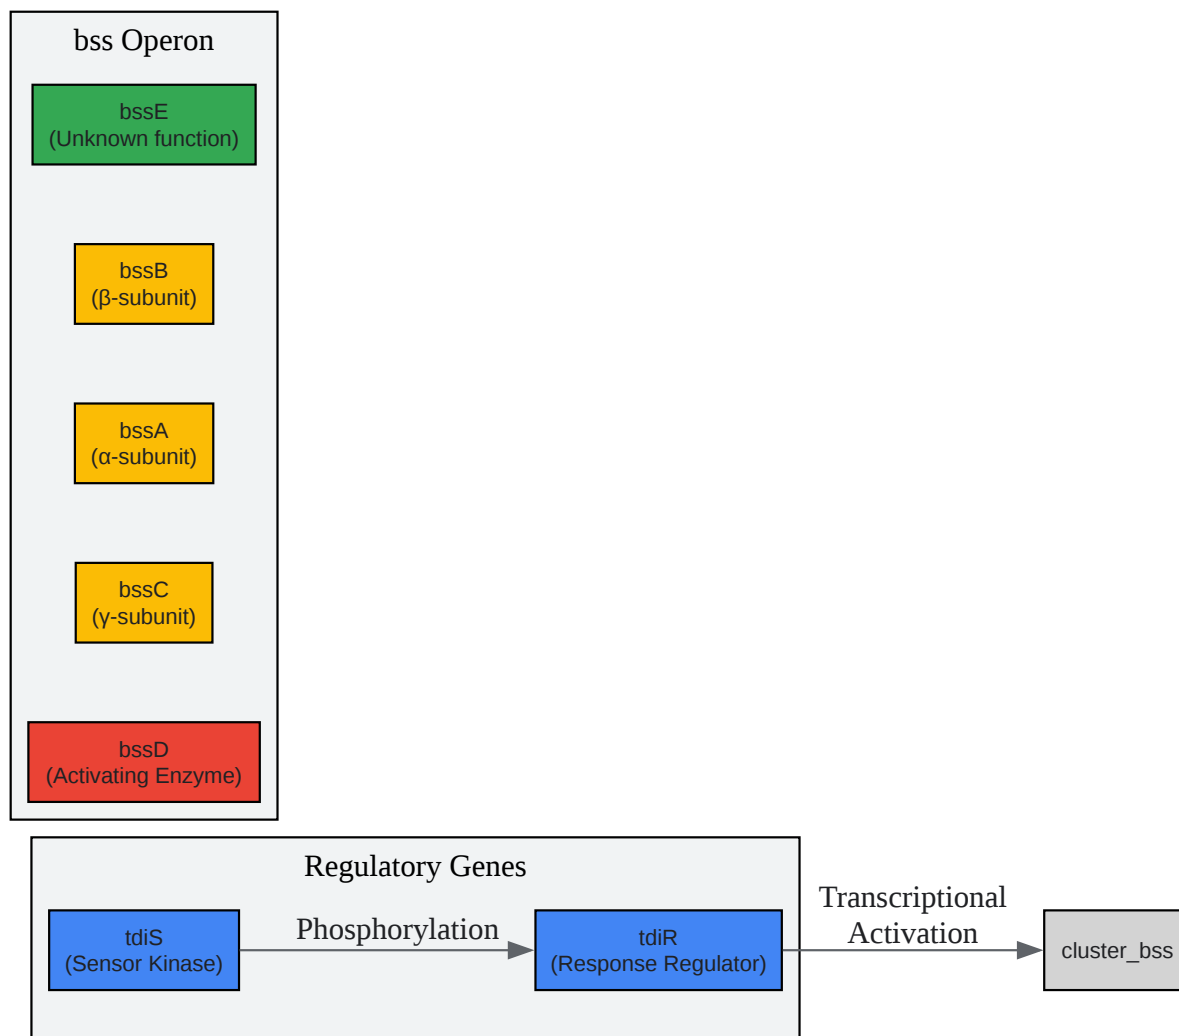 bss Operon
bssE
(Unknown function)
bssB
(β-subunit)
bssA
(α-subunit)
bssC
(γ-subunit)
bssD
(Activating Enzyme)
Regulatory Genes
tdiS
(Sensor Kinase)
Phosphorylation
tdiR
(Response Regulator)
Transcriptional
Activation
cluster_bss